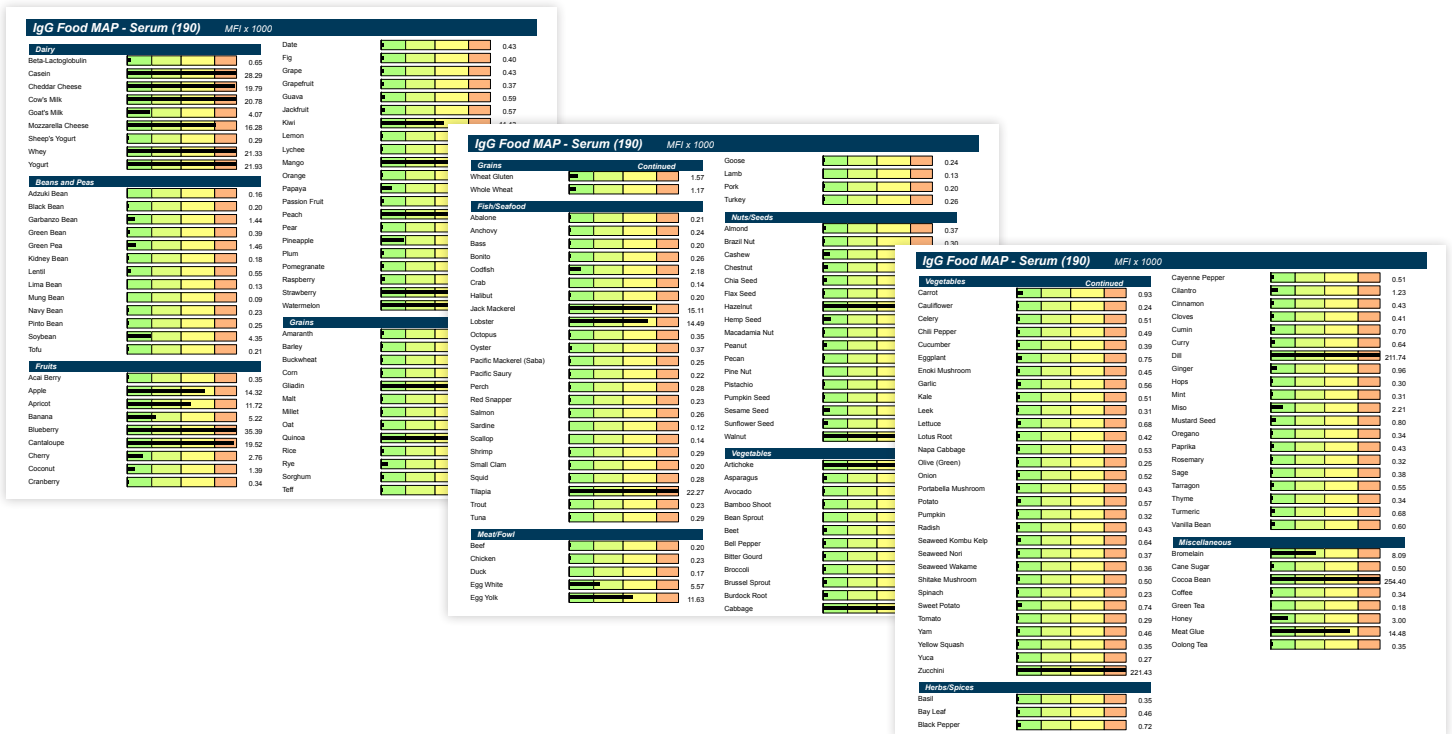 IgG Food MAP - Serum (190) MFI x 1000
Dairy
Beta-Lactoglobulin 0.65
Casein 28.29
Cheddar Cheese 19.79
Cow's Milk 20.78
Goat's Milk 4.07
Mozzarella Cheese 16.28
Sheep's Yogurt 0.29
Whey 21.33
Yogurt 21.93
Beans and Peas
Adzuki Bean 0.16
Black Bean 0.20
Garbanzo Bean 1.44
Green Bean 0.39
Green Pea 1.46
Kidney Bean 0.18
Lentil 0.55
Lima Bean 0.13
Mung Bean 0.09
Navy Bean 0.23
Pinto Bean 0.25
Soybean 4.35
Tofu 0.21
Fruits
Acai Berry 0.35
Apple 14.32
Apricot 11.72
Banana 5.22
Blueberry 35.39
Cantaloupe 19.52
Cherry 2.76
Coconut 1.39
Cranberry 0.34
Date 0.43
Fig 0.40
Grape 0.43
Grapefruit 0.37
Guava 0.59
Jackfruit 0.57
Kiwi
Lemon
Lychee
Mango
Orange
Papaya
Passion Fruit
Peach
Pear
Pineapple
Plum
Pomegranate
Raspberry
Strawberry
Watermelon
Grains
Amaranth
Barley
Buckwheat
Corn
Gliadin
Malt
Millet
Oat
Quinoa
Rice
Rye
Sorghum
Teff
IgG Food MAP - Serum (190) MFI x 1000
Grains Continued
Wheat Gluten 1.57
Whole Wheat 1.17
Fish/Seafood
Abalone 0.21
Anchovy 0.24
Bass 0.20
Bonito 0.26
Codfish 2.18
Crab 0.14
Halibut 0.20
Jack Mackerel 15.11
Lobster 14.49
Octopus 0.35
Oyster 0.37
Pacific Mackerel (Saba) 0.25
Pacific Saury 0.22
Perch 0.28
Red Snapper 0.23
Salmon 0.26
Sardine 0.12
Scallop 0.14
Shrimp 0.29
Small Clam 0.20
Squid 0.28
Tilapia 22.27
Trout 0.23
Tuna 0.29
Meat/Fowl
Beef 0.20
Chicken 0.23
Duck 0.17
Egg White 5.57
Egg Yolk 11.63
Goose 0.24
Lamb 0.13
Pork 0.20
Turkey 0.26
Nuts/Seeds
Almond 0.37
Brazil Nut 0.30
Cashew
Chestnut
Chia Seed
Flax Seed
Hazelnut
Hemp Seed
Macadamia Nut
Peanut
Pecan
Pine Nut
Pistachio
Pumpkin Seed
Sesame Seed
Sunflower Seed
Walnut
Vegetables
Artichoke
Asparagus
Avocado
Bamboo Shoot
Bean Sprout
Beet
Bell Pepper
Bitter Gourd
Broccoli
Brussel Sprout
Burdock Root
Cabbage
IgG Food MAP - Serum (190) MFI x 1000
Vegetables Continued
Carrot 0.93
Cauliflower 0.24
Celery 0.51
Chili Pepper 0.49
Cucumber 0.39
Eggplant 0.75
Enoki Mushroom 0.45
Garlic 0.56
Kale 0.51
Leek 0.31
Lettuce 0.68
Lotus Root 0.42
Napa Cabbage 0.53
Olive (Green) 0.25
Onion 0.52
Portabella Mushroom 0.43
Potato 0.57
Pumpkin 0.32
Radish 0.43
Seaweed Kombu Kelp 0.64
Seaweed Nori 0.37
Seaweed Wakame 0.36
Shitake Mushroom 0.50
Spinach 0.23
Sweet Potato 0.74
Tomato 0.29
Yam 0.46
Yellow Squash 0.35
Yuca 0.27
Zucchini 221.43
Herbs/Spices
Basil 0.35
Bay Leaf 0.46
Black Pepper 0.72
Cayenne Pepper 0.51
Cilantro 1.23
Cinnamon 0.43
Cloves 0.41
Cumin 0.70
Curry 0.64
Dill 211.74
Ginger 0.96
Hops 0.30
Mint 0.31
Miso 2.21
Mustard Seed 0.80
Oregano 0.34
Paprika 0.43
Rosemary 0.32
Sage 0.38
Tarragon 0.55
Thyme 0.34
Turmeric 0.68
Vanilla Bean 0.60
Miscellaneous
Bromelain 8.09
Cane Sugar 0.50
Cocoa Bean 254.40
Coffee 0.34
Green Tea 0.18
Honey 3.00
Meat Glue 14.48
Oolong Tea 0.35